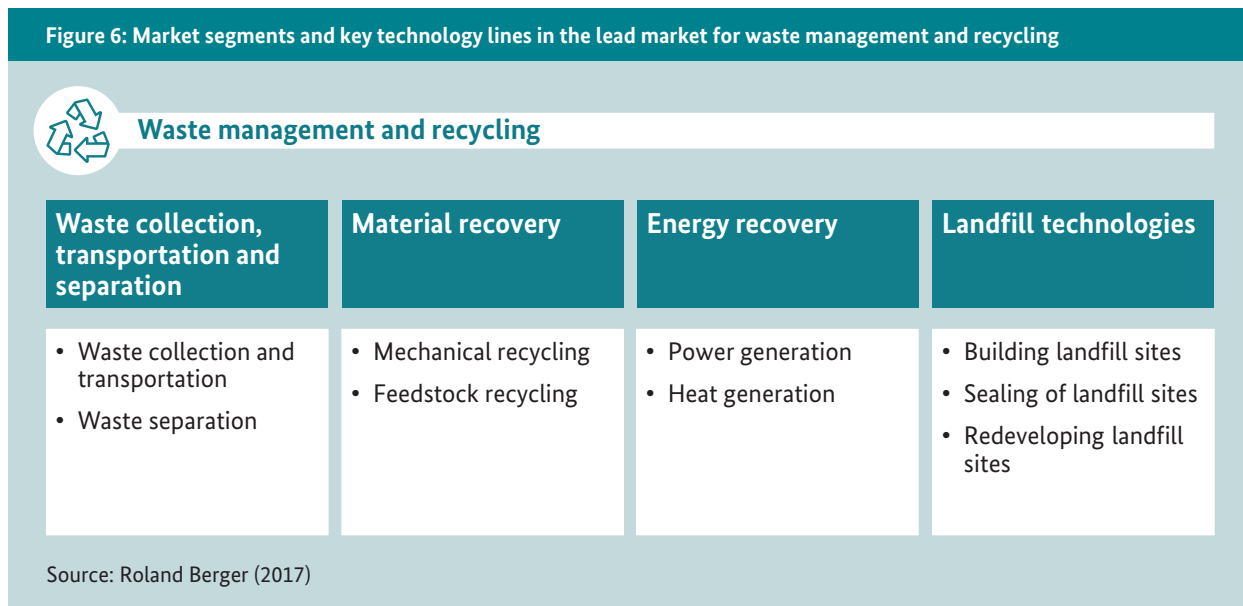 Figure 6: Market segments and key technology lines in the lead market for waste management and recycling
Waste management and recycling
Waste collection,
transportation and
separation
• Waste collection and
transportation
• Waste separation
Material recovery
• Mechanical recycling
• Feedstock recycling
Energy recovery
• Power generation
• Heat generation
Landfill technologies
• Building landfill sites
• Sealing of landfill sites
• Redeveloping landfill
sites
Source: Roland Berger (2017)